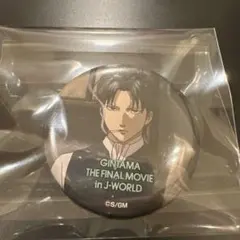 GINTAMA
THE FINAL MOVIE
in J-WORLD
©S/GM